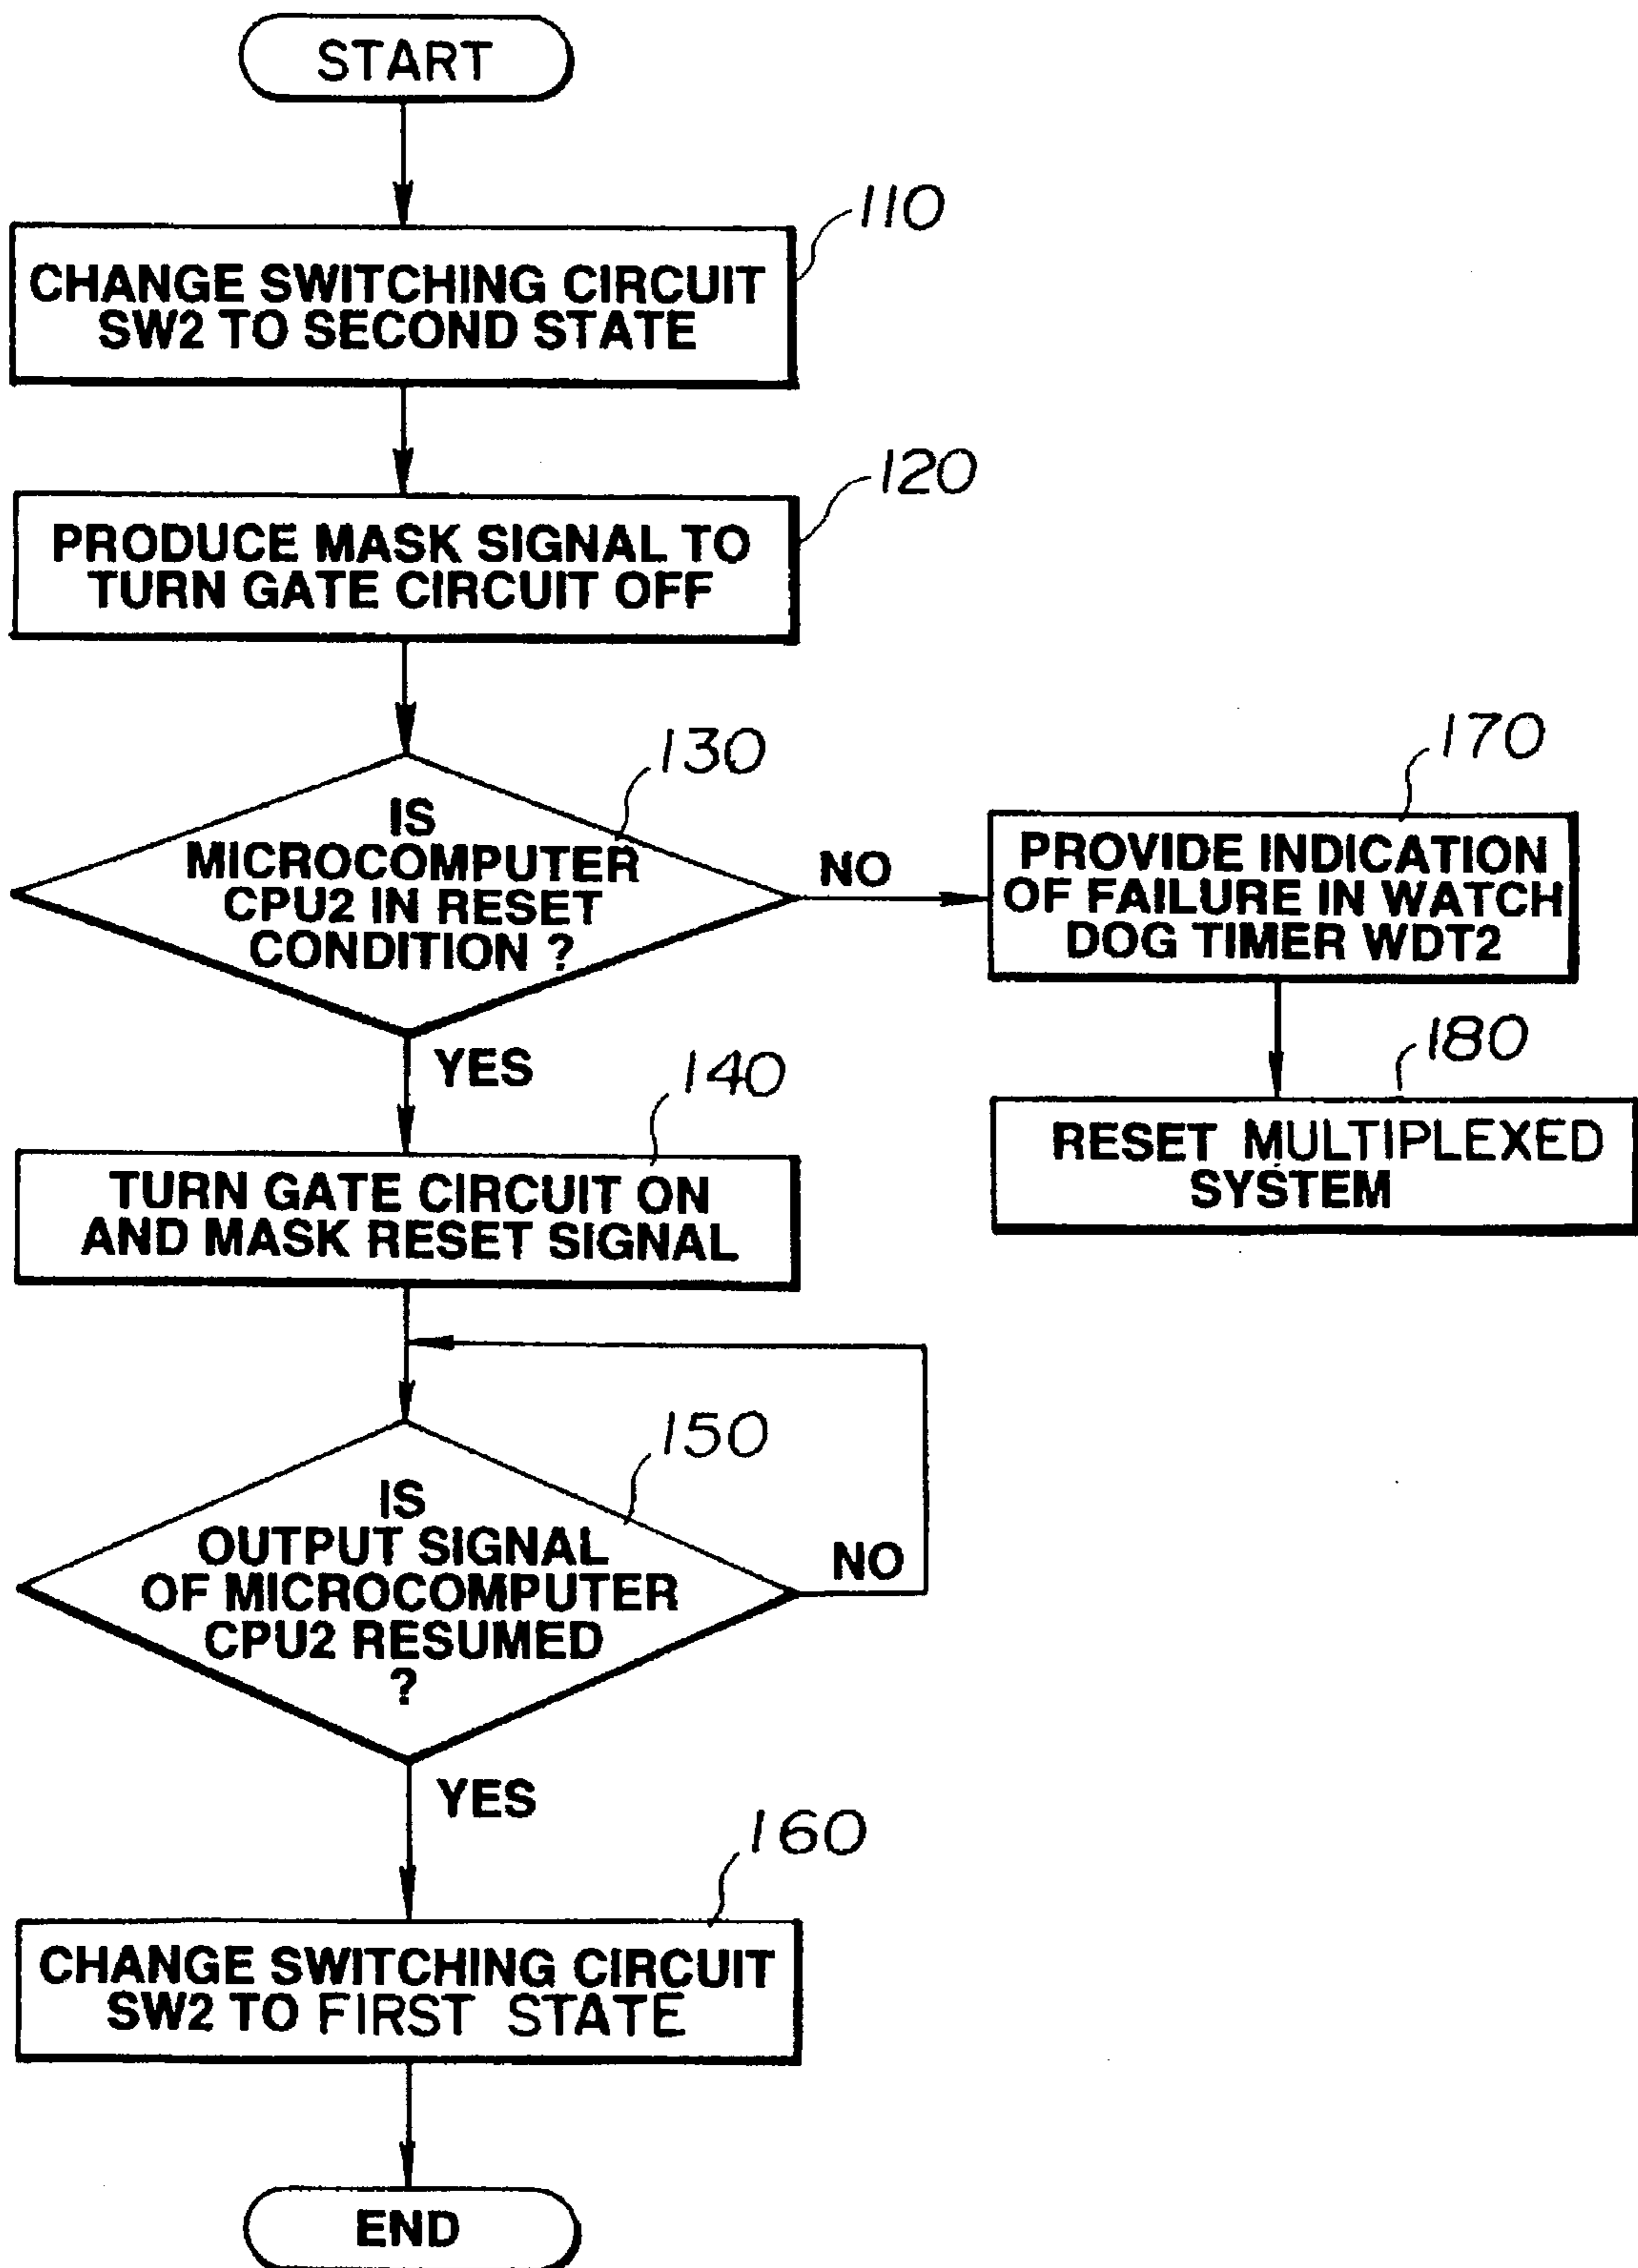 START
110
CHANGE SWITCHING CIRCUIT
SW2 TO SECOND STATE
120
PRODUCE MASK SIGNAL TO
TURN GATE CIRCUIT OFF
130
IS
MICROCOMPUTER
CPU2 IN RESET
CONDITION ?
NO
170
PROVIDE INDICATION
OF FAILURE IN WATCH
DOG TIMER WDT2
180
RESET MULTIPLEXED
SYSTEM
YES
140
TURN GATE CIRCUIT ON
AND MASK RESET SIGNAL
150
IS
OUTPUT SIGNAL
OF MICROCOMPUTER
CPU2 RESUMED
?
NO
YES
160
CHANGE SWITCHING CIRCUIT
SW2 TO FIRST STATE
END